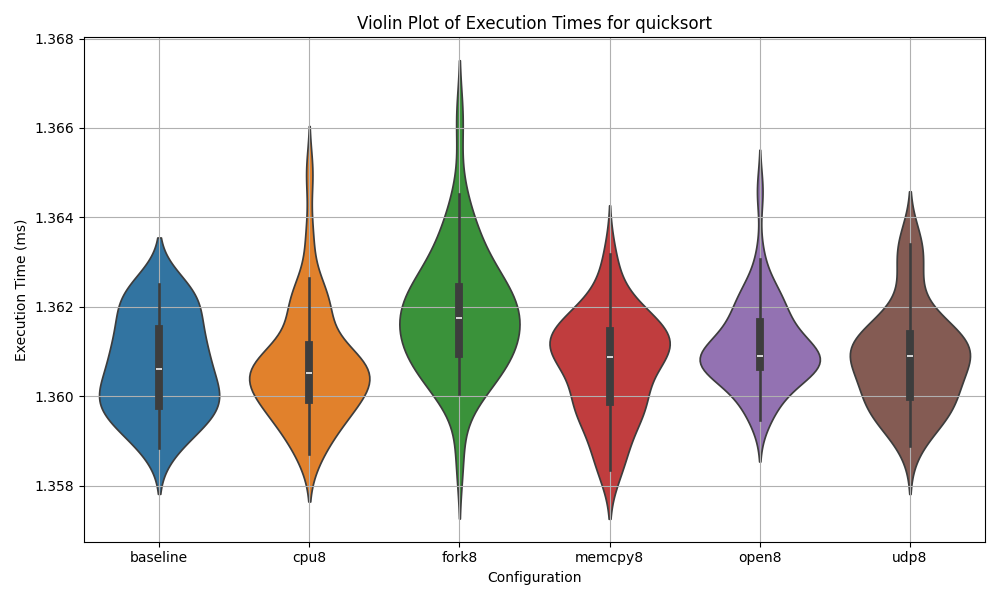 Violin Plot of Execution Times for quicksort
1.368
1.366
1.364
1.362
1.360
1.358
Execution Time (ms)
baseline
cpu8
fork8
memcpy8
open8
udp8
Configuration